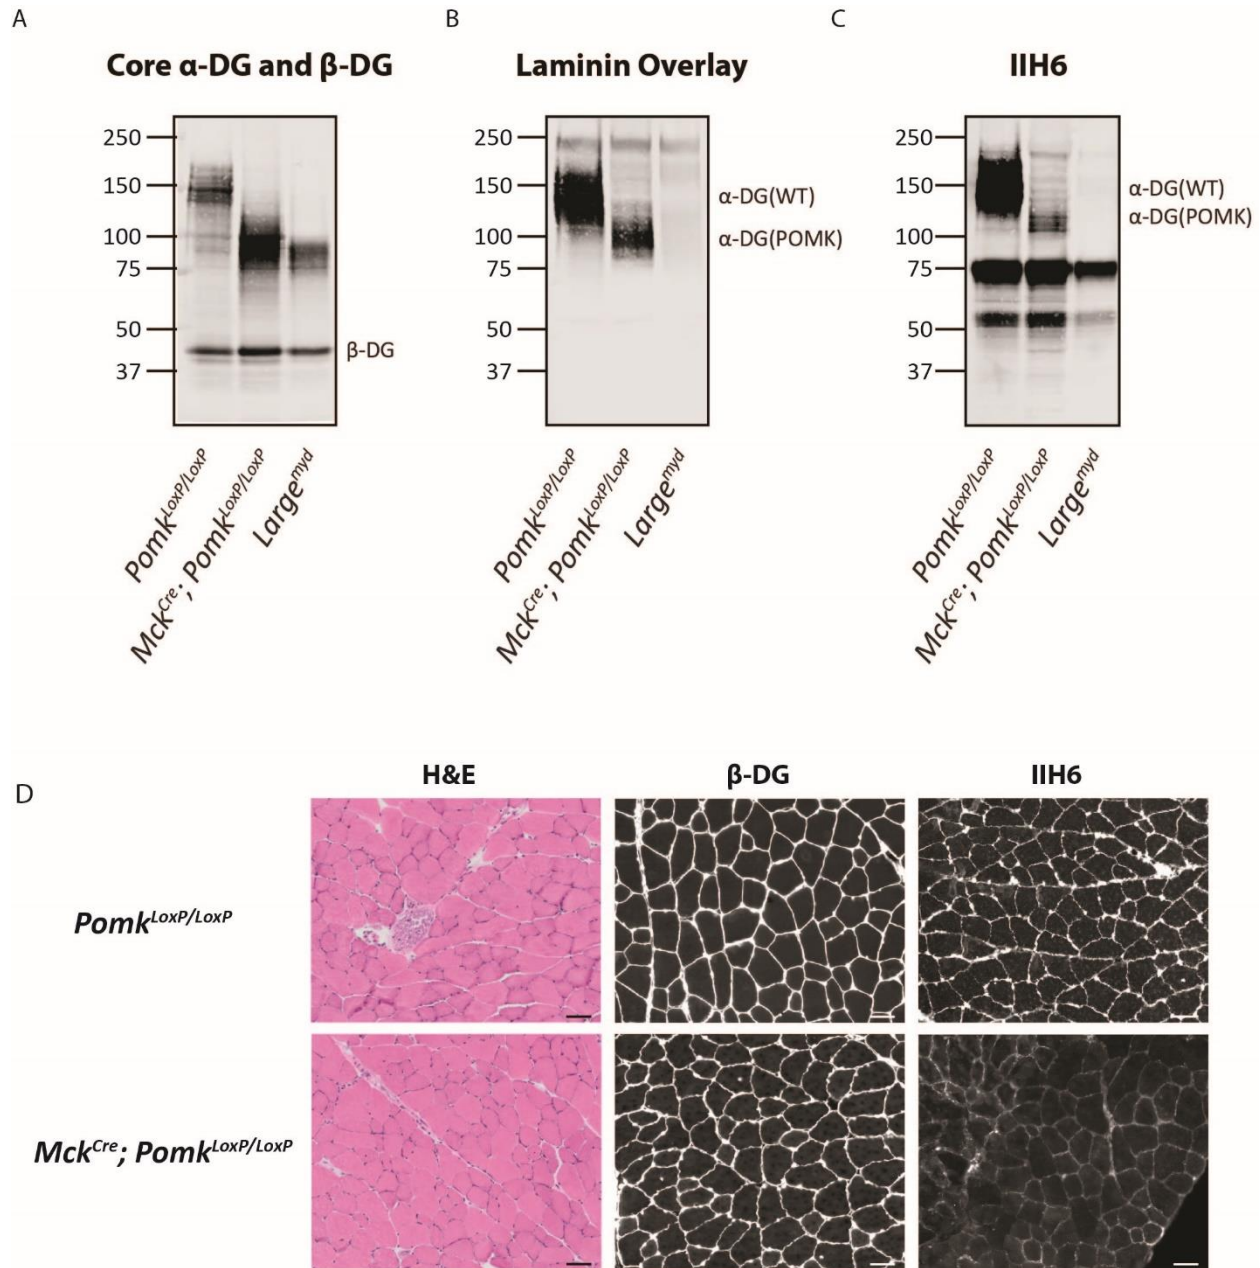 A
B
C
Core α-DG and β-DG
Laminin Overlay
IIH6
250
150
100
75
50
37
β-DG
Pomk^LoxP/LoxP
Mck^Cre; Pomk^LoxP/LoxP
Large^myd
250
150
100
75
50
37
α-DG(WT)
α-DG(POMK)
Pomk^LoxP/LoxP
Mck^Cre; Pomk^LoxP/LoxP
Large^myd
250
150
100
75
50
37
α-DG(WT)
α-DG(POMK)
Pomk^LoxP/LoxP
Mck^Cre; Pomk^LoxP/LoxP
Large^myd
D
H&E
β-DG
IIH6
Pomk^LoxP/LoxP
Mck^Cre; Pomk^LoxP/LoxP